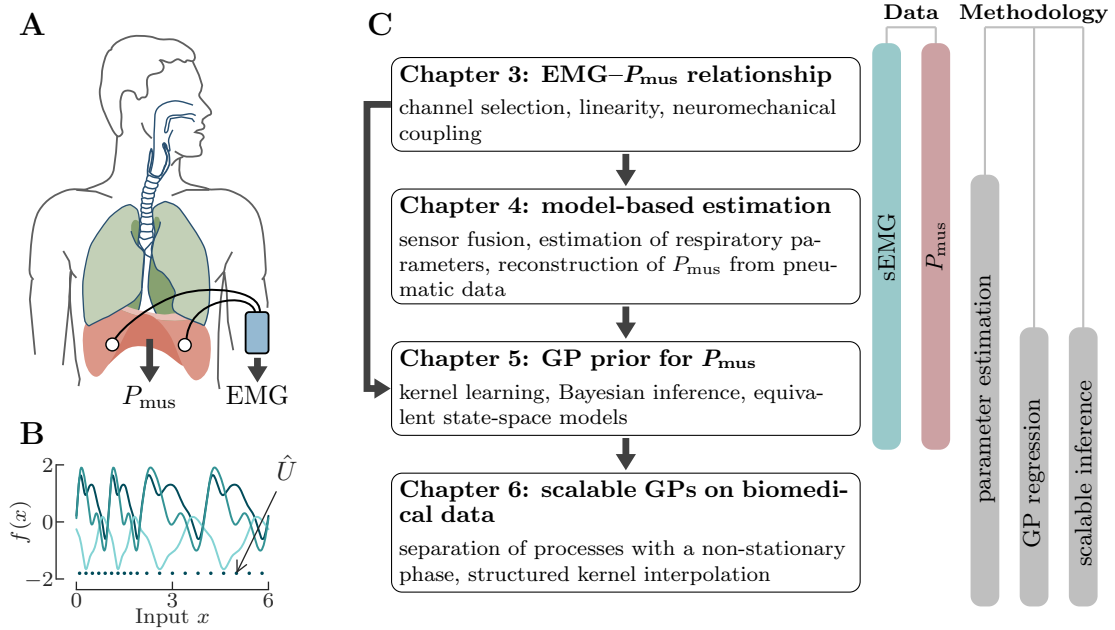 A
P_mus
EMG
B
Û
f(x)
2
0
−2
0
3
6
Input x
C
Chapter 3: EMG–P_mus relationship
channel selection, linearity, neuromechanical
coupling
Chapter 4: model-based estimation
sensor fusion, estimation of respiratory pa-
rameters, reconstruction of P_mus from pneu-
matic data
Chapter 5: GP prior for P_mus
kernel learning, Bayesian inference, equiva-
lent state-space models
Chapter 6: scalable GPs on biomedi-
cal data
separation of processes with a non-stationary
phase, structured kernel interpolation
Data
Methodology
sEMG
P_mus
parameter estimation
GP regression
scalable inference